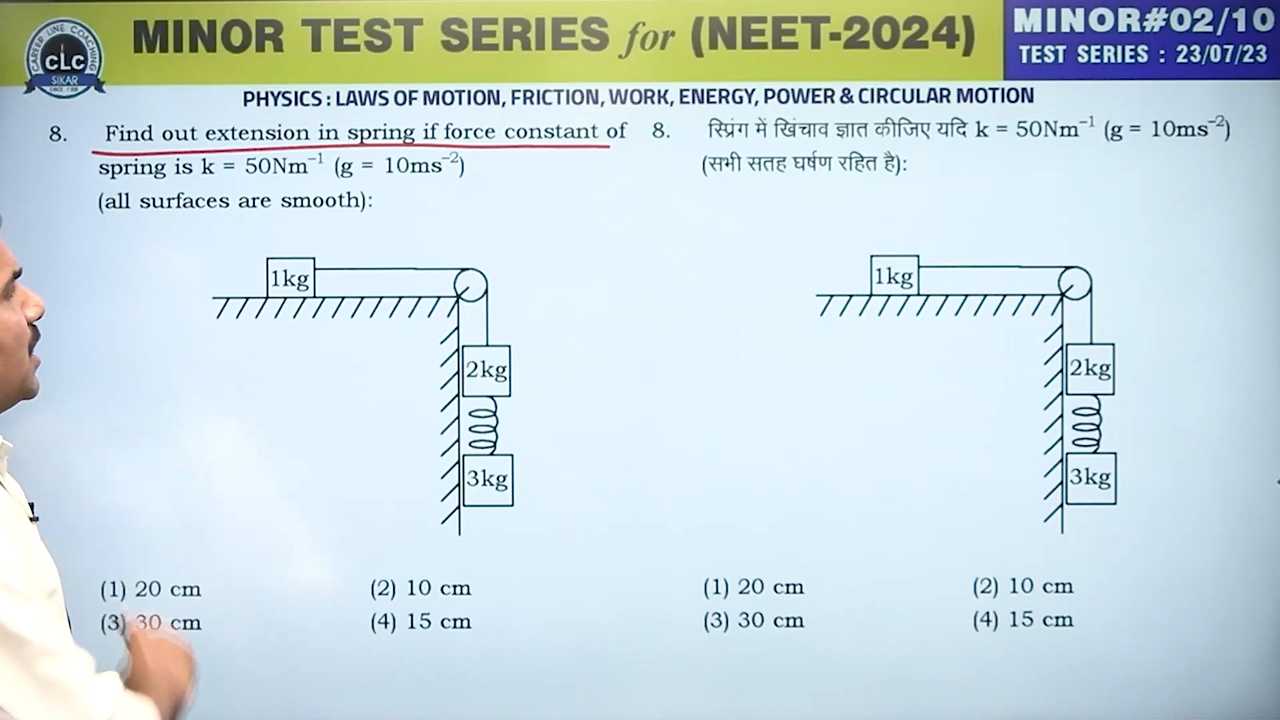 MINOR TEST SERIES for (NEET-2024)
MINOR#02/10
TEST SERIES : 23/07/23
CAREER LINE COACHING
CLC
SIKAR
PHYSICS : LAWS OF MOTION, FRICTION, WORK, ENERGY, POWER & CIRCULAR MOTION
8. Find out extension in spring if force constant of
spring is k = 50Nm⁻¹ (g = 10ms⁻²)
(all surfaces are smooth):
1kg
2kg
3kg
(1) 20 cm (2) 10 cm
(3) 30 cm (4) 15 cm
8. स्प्रिंग में खिंचाव ज्ञात कीजिए यदि k = 50Nm⁻¹ (g = 10ms⁻²)
(सभी सतह घर्षण रहित है):
1kg
2kg
3kg
(1) 20 cm (2) 10 cm
(3) 30 cm (4) 15 cm